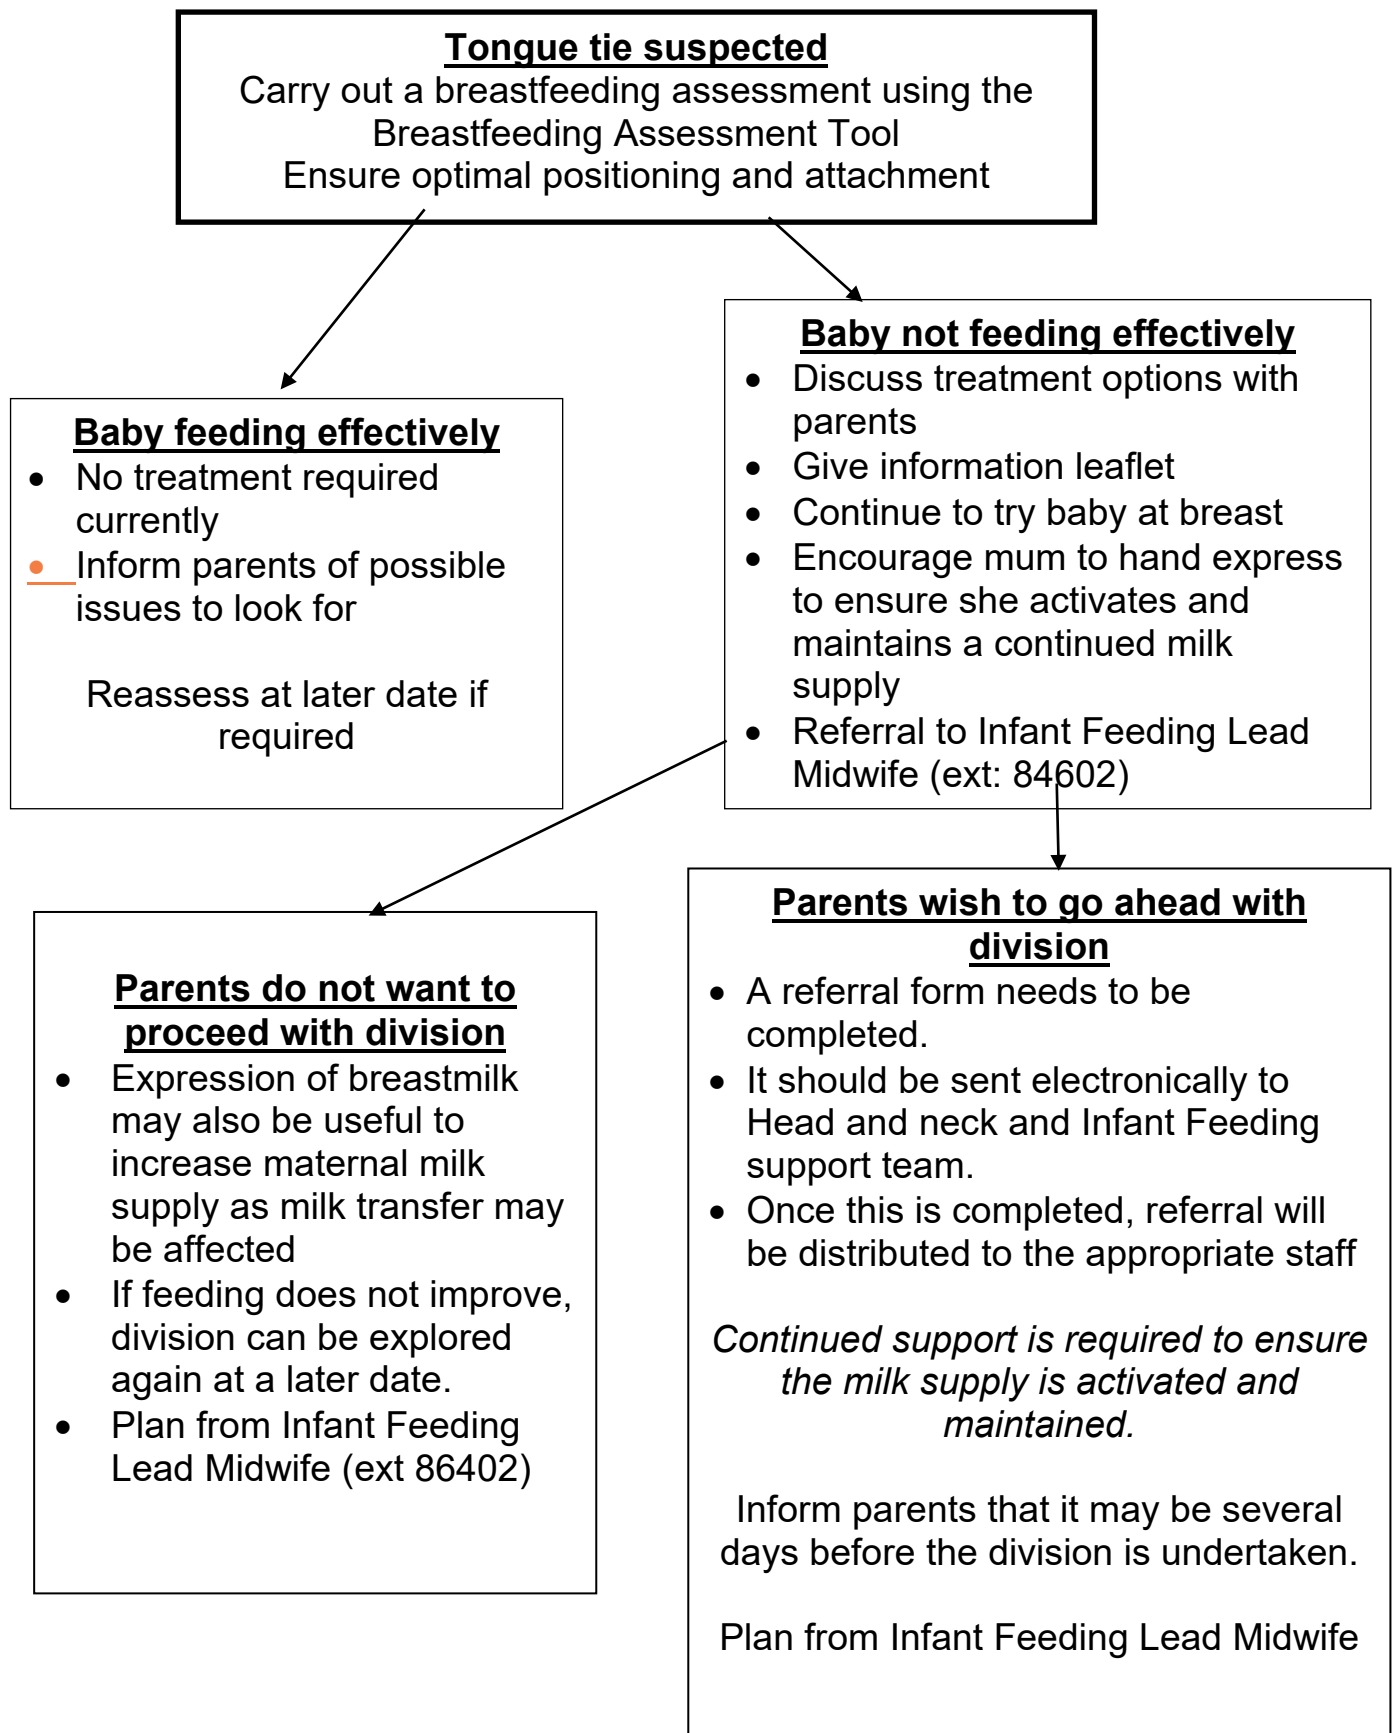 Tongue tie suspected
Carry out a breastfeeding assessment using the
Breastfeeding Assessment Tool
Ensure optimal positioning and attachment
Baby feeding effectively
• No treatment required
currently
• Inform parents of possible
issues to look for
Reassess at later date if
required
Baby not feeding effectively
• Discuss treatment options with
parents
• Give information leaflet
• Continue to try baby at breast
• Encourage mum to hand express
to ensure she activates and
maintains a continued milk
supply
• Referral to Infant Feeding Lead
Midwife (ext: 84602)
Parents do not want to
proceed with division
• Expression of breastmilk
may also be useful to
increase maternal milk
supply as milk transfer may
be affected
• If feeding does not improve,
division can be explored
again at a later date.
• Plan from Infant Feeding
Lead Midwife (ext 86402)
Parents wish to go ahead with
division
• A referral form needs to be
completed.
• It should be sent electronically to
Head and neck and Infant Feeding
support team.
• Once this is completed, referral will
be distributed to the appropriate staff
Continued support is required to ensure
the milk supply is activated and
maintained.
Inform parents that it may be several
days before the division is undertaken.
Plan from Infant Feeding Lead Midwife